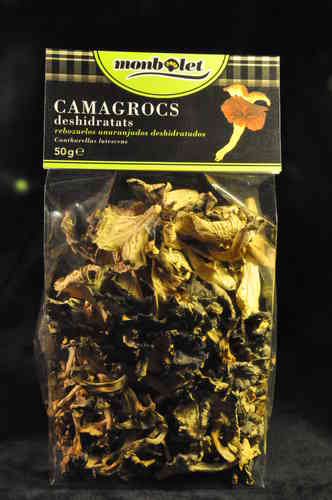 monbolet
CAMAGROCS
deshidratats
rebozuelos anaranjados deshidratados
Cantharellus lutescens
50g℮